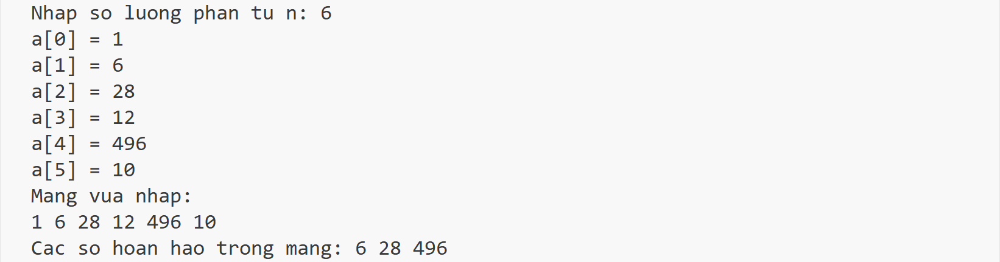 Nhap so luong phan tu n: 6
a[0] = 1
a[1] = 6
a[2] = 28
a[3] = 12
a[4] = 496
a[5] = 10
Mang vua nhap:
1 6 28 12 496 10
Cac so hoan hao trong mang: 6 28 496